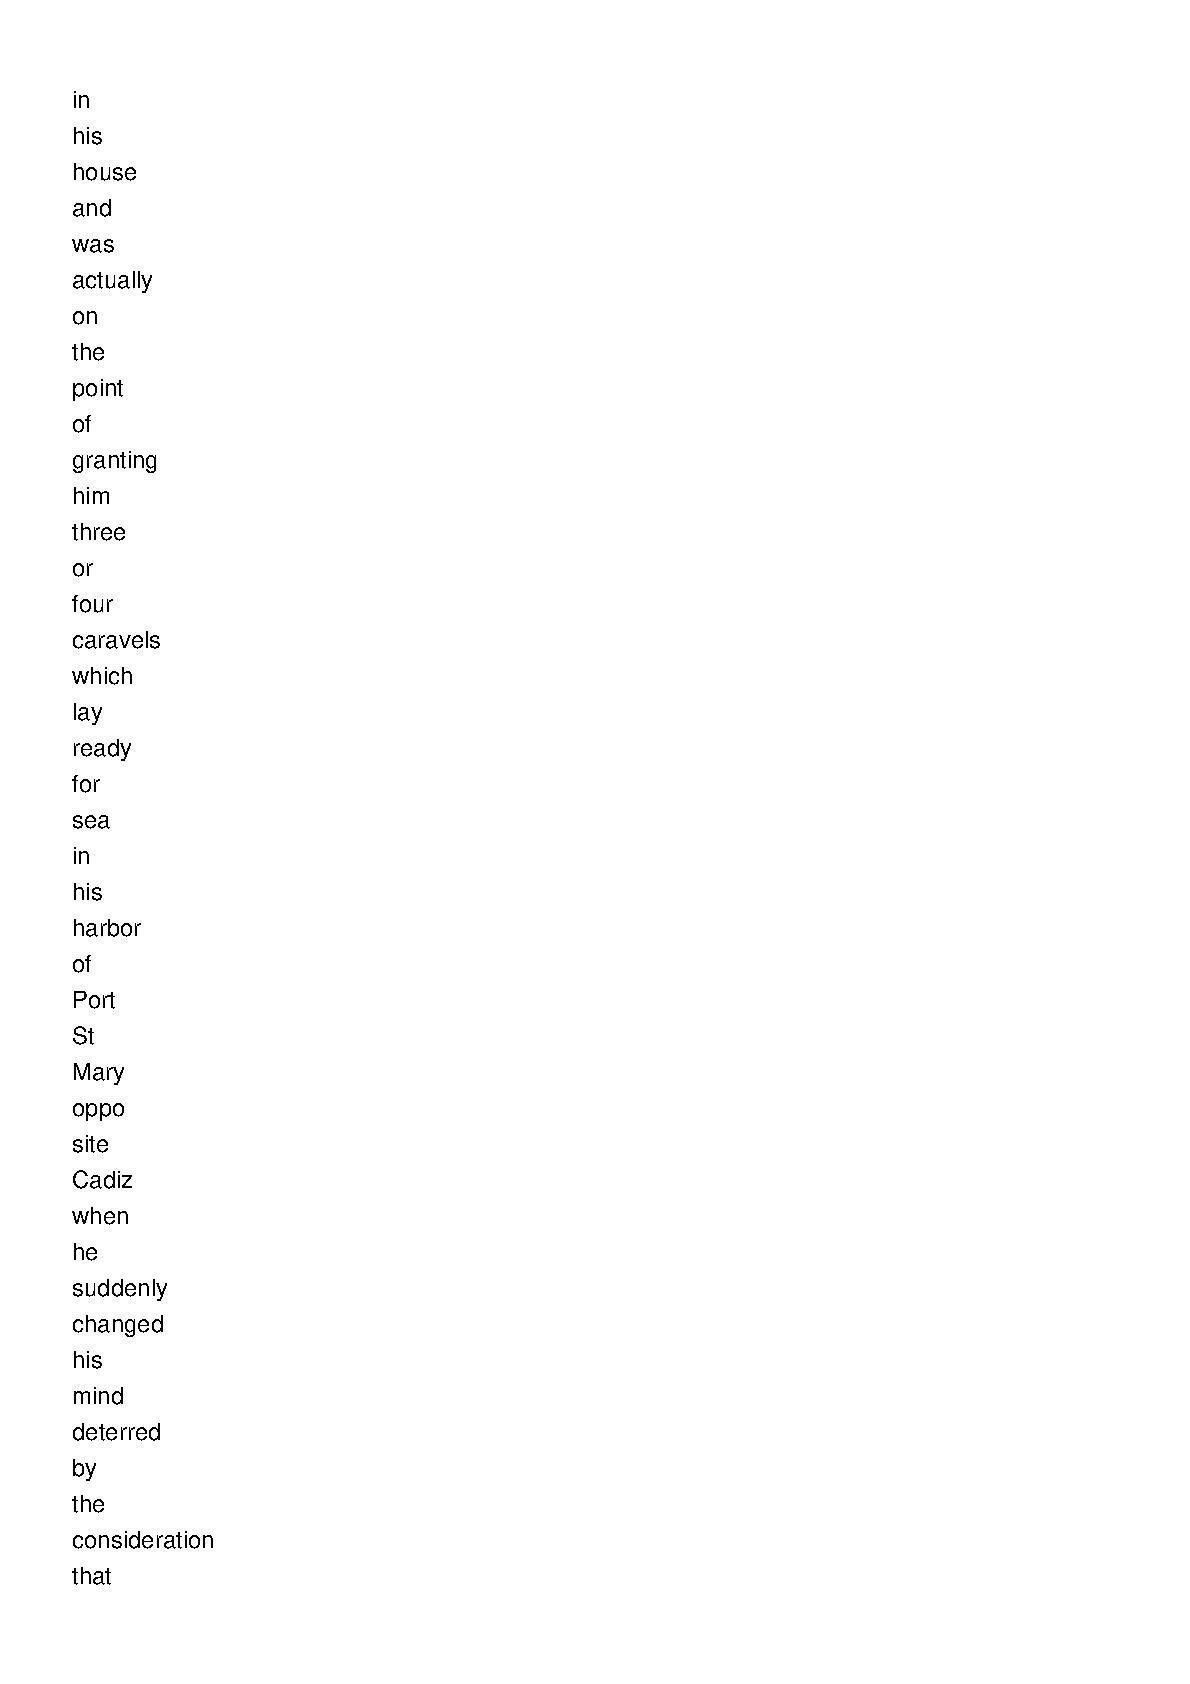 in
his
house
and
was
actually
on
the
point
of
granting
him
three
or
four
caravels
which
lay
ready
for
sea
in
his
harbor
of
Port
St
Mary
oppo
site
Cadiz
when
he
suddenly
changed
his
mind
deterred
by
the
consideration
that